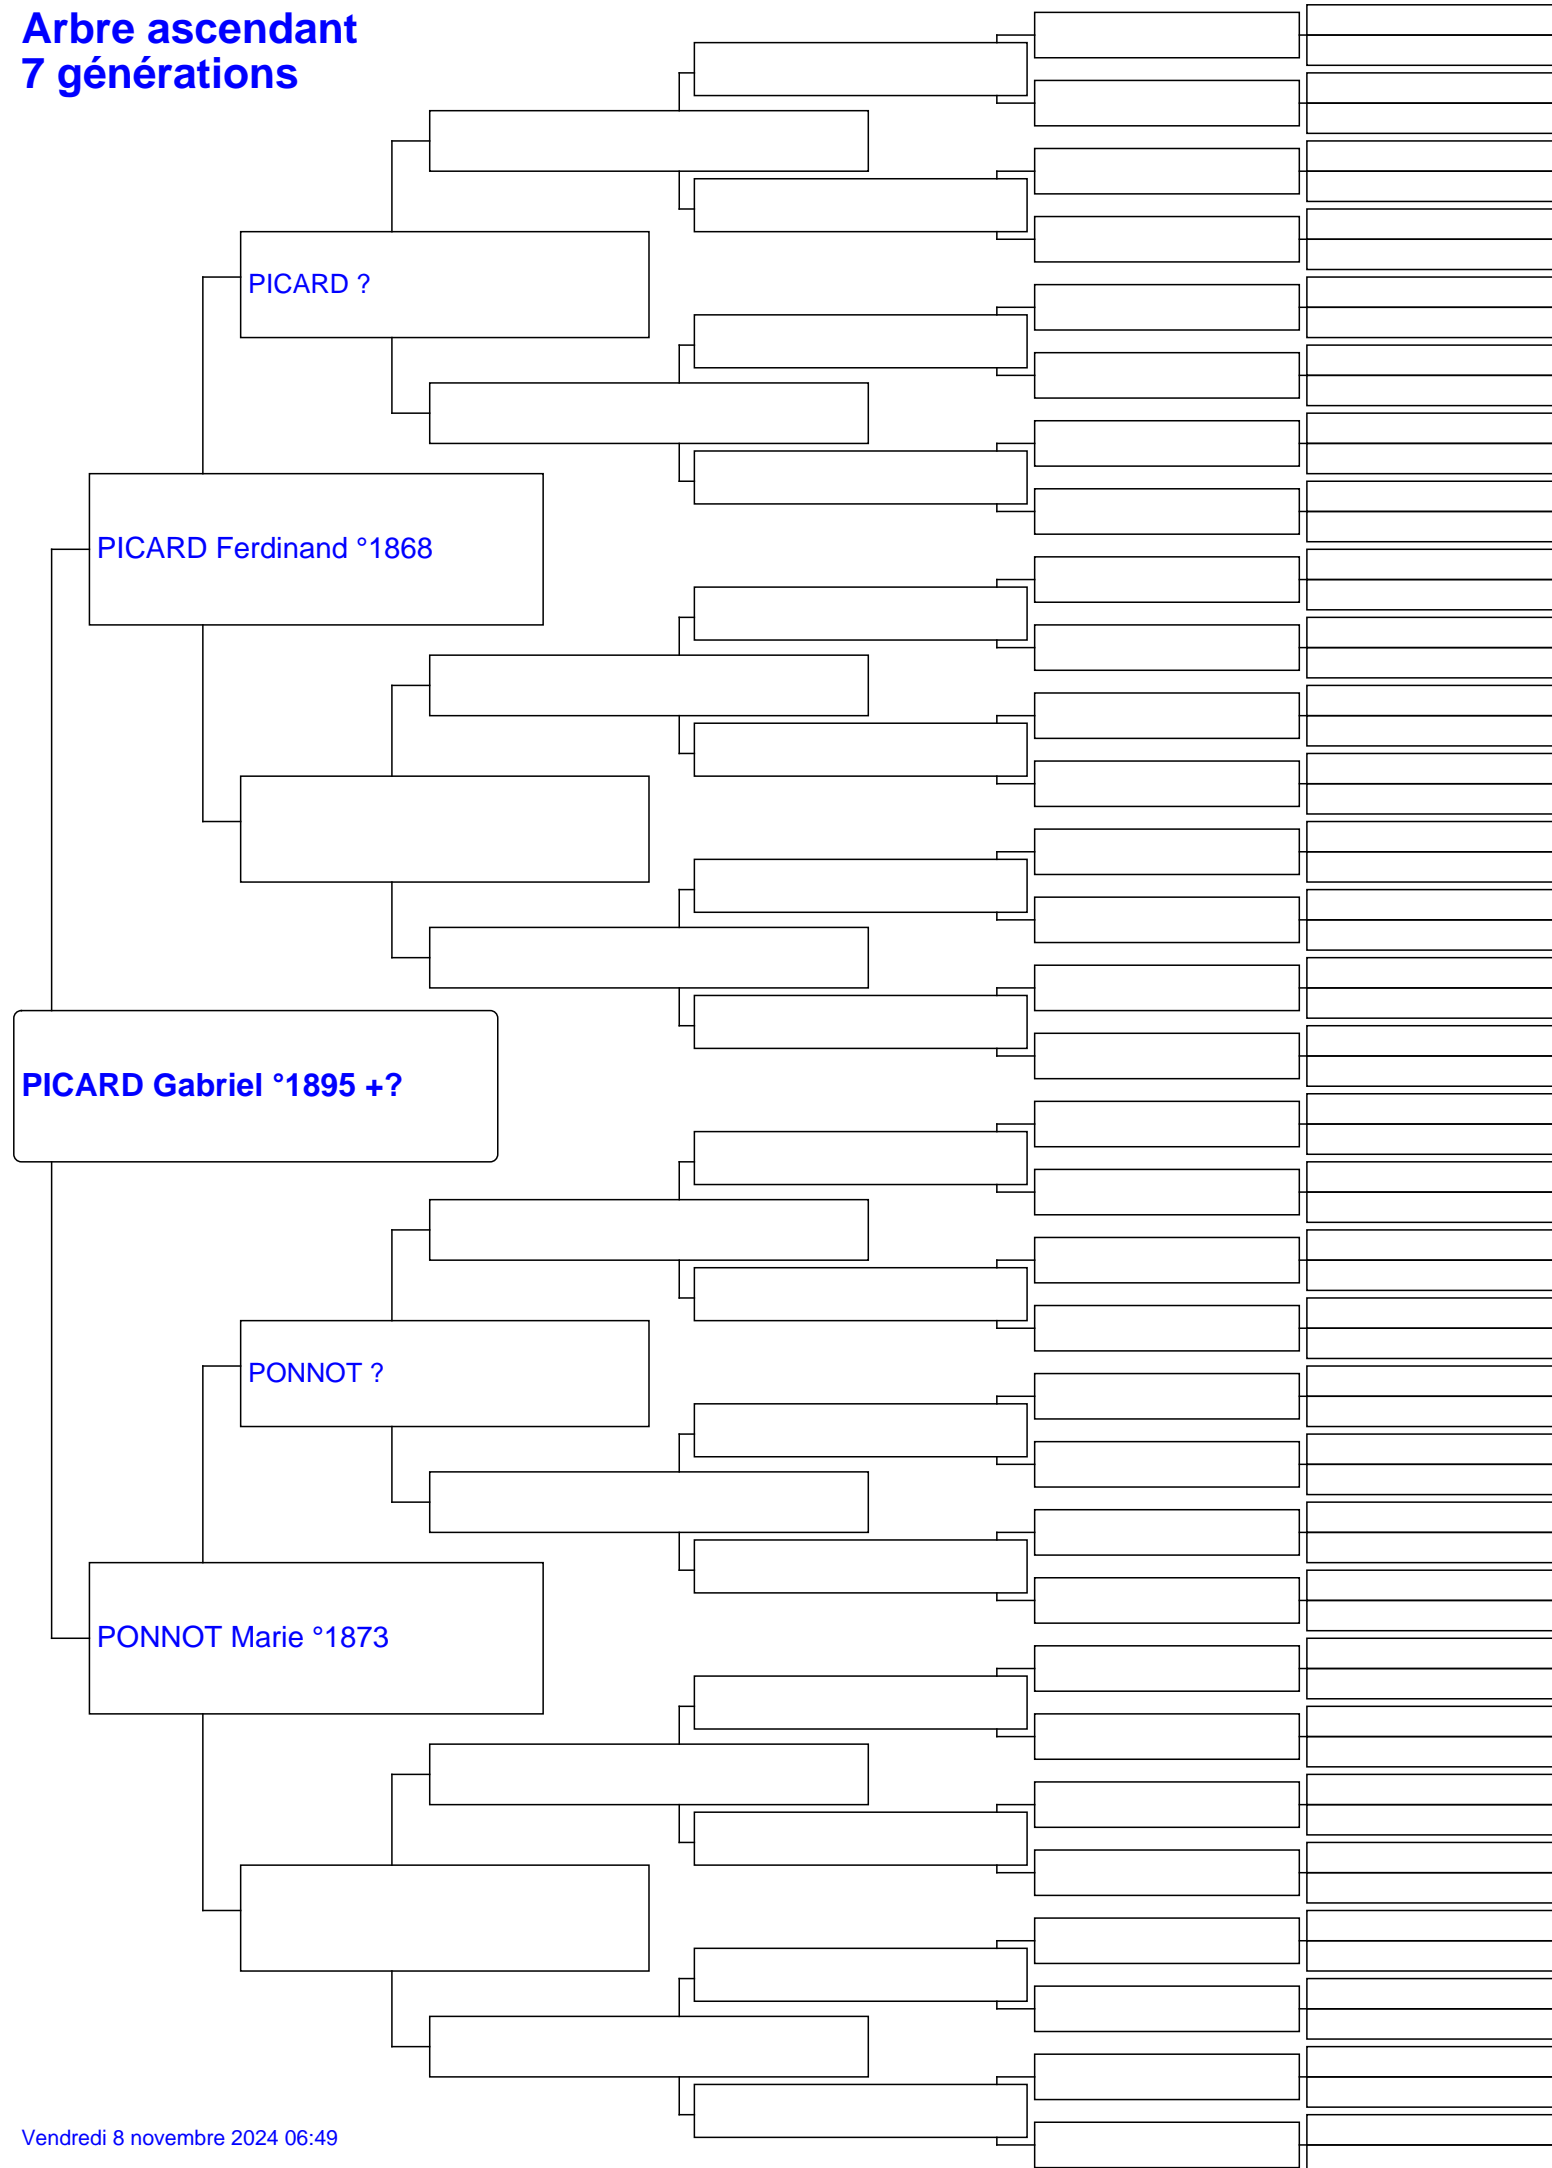 Arbre ascendant
7 générations
PICARD ?
PICARD Ferdinand °1868
PICARD Gabriel °1895 +?
PONNOT ?
PONNOT Marie °1873
Vendredi 8 novembre 2024 06:49